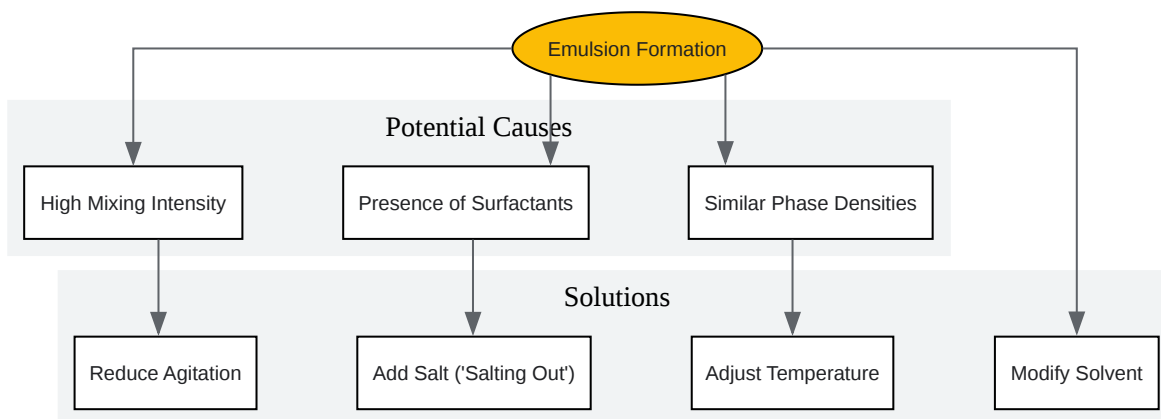 Emulsion Formation
Potential Causes
High Mixing Intensity
Presence of Surfactants
Similar Phase Densities
Solutions
Reduce Agitation
Add Salt ('Salting Out')
Adjust Temperature
Modify Solvent